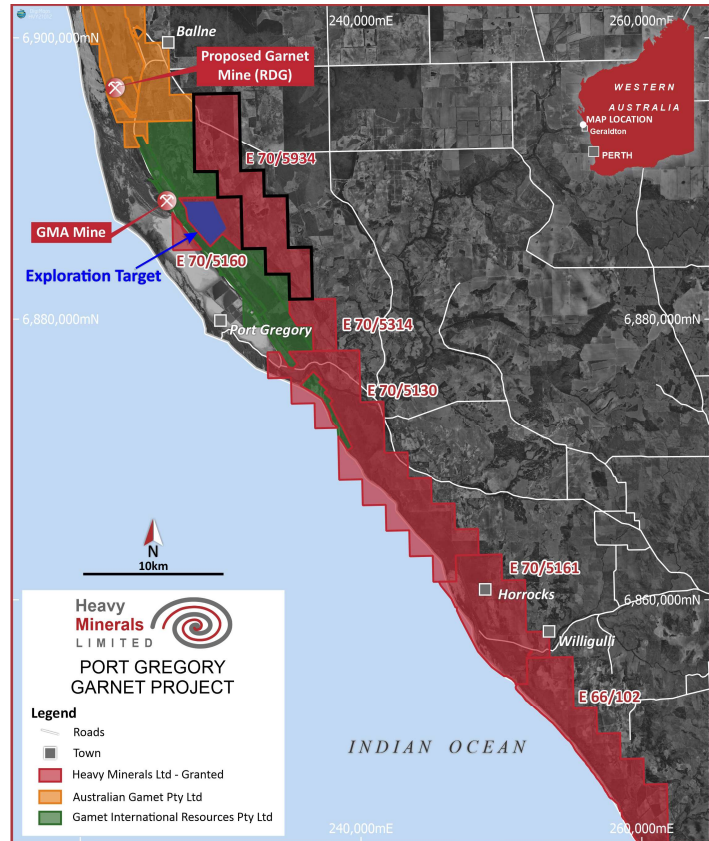 240,000mE
260,000mE
6,900,000mN
Ballne
Proposed Garnet
Mine (RDG)
WESTERN
AUSTRALIA
MAP LOCATION
Geraldton
PERTH
E 70/5934
GMA Mine
E 70/5160
Exploration Target
6,880,000mN
Port Gregory
E 70/5314
E 70/5130
N
10km
E 70/5161
Horrocks
6,860,000mN
Willigulli
Heavy
Minerals
LIMITED
PORT GREGORY
GARNET PROJECT
E 66/102
Legend
Roads
Town
INDIAN OCEAN
Heavy Minerals Ltd - Granted
Australian Gamet Pty Ltd
Gamet International Resources Pty Ltd
240,000mE
260,000mE